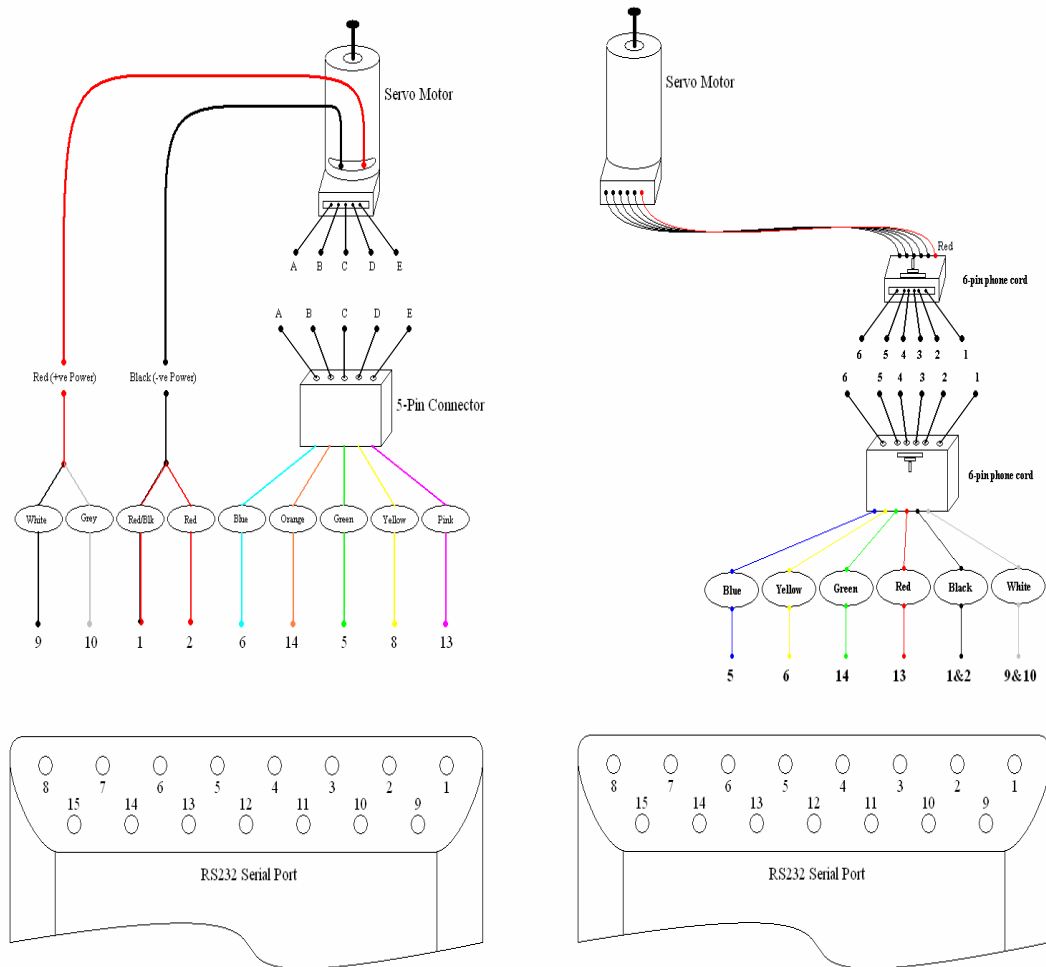 Servo Motor
A B C D E
A B C D E
Red (+ve Power) Black (-ve Power)
5-Pin Connector
White Grey Red/Blk Red Blue Orange Green Yellow Pink
9 10 1 2 6 14 5 8 13
8 7 6 5 4 3 2 1
15 14 13 12 11 10 9
RS232 Serial Port
Servo Motor
Red
6-pin phone cord
6 5 4 3 2 1
6 5 4 3 2 1
6-pin phone cord
Blue Yellow Green Red Black White
5 6 14 13 1&2 9&10
8 7 6 5 4 3 2 1
15 14 13 12 11 10 9
RS232 Serial Port